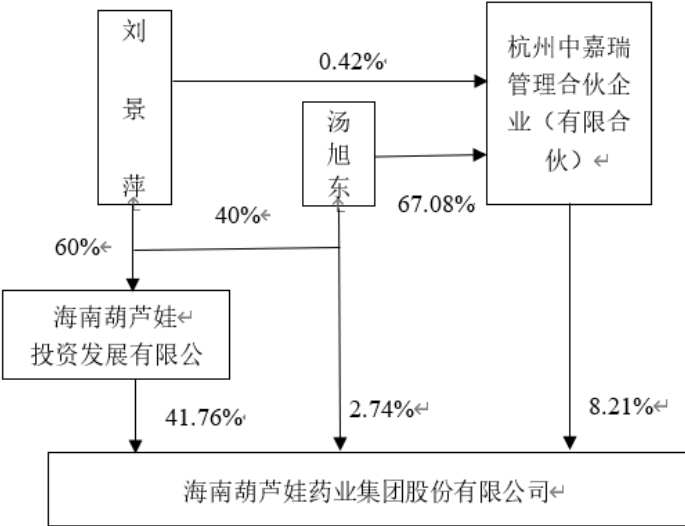 刘
景
萍
0.42%
杭州中嘉瑞
管理合伙企
业（有限合
伙）
汤
旭
东
67.08%
40%
60%
海南葫芦娃
投资发展有限公
41.76%
2.74%
8.21%
海南葫芦娃药业集团股份有限公司